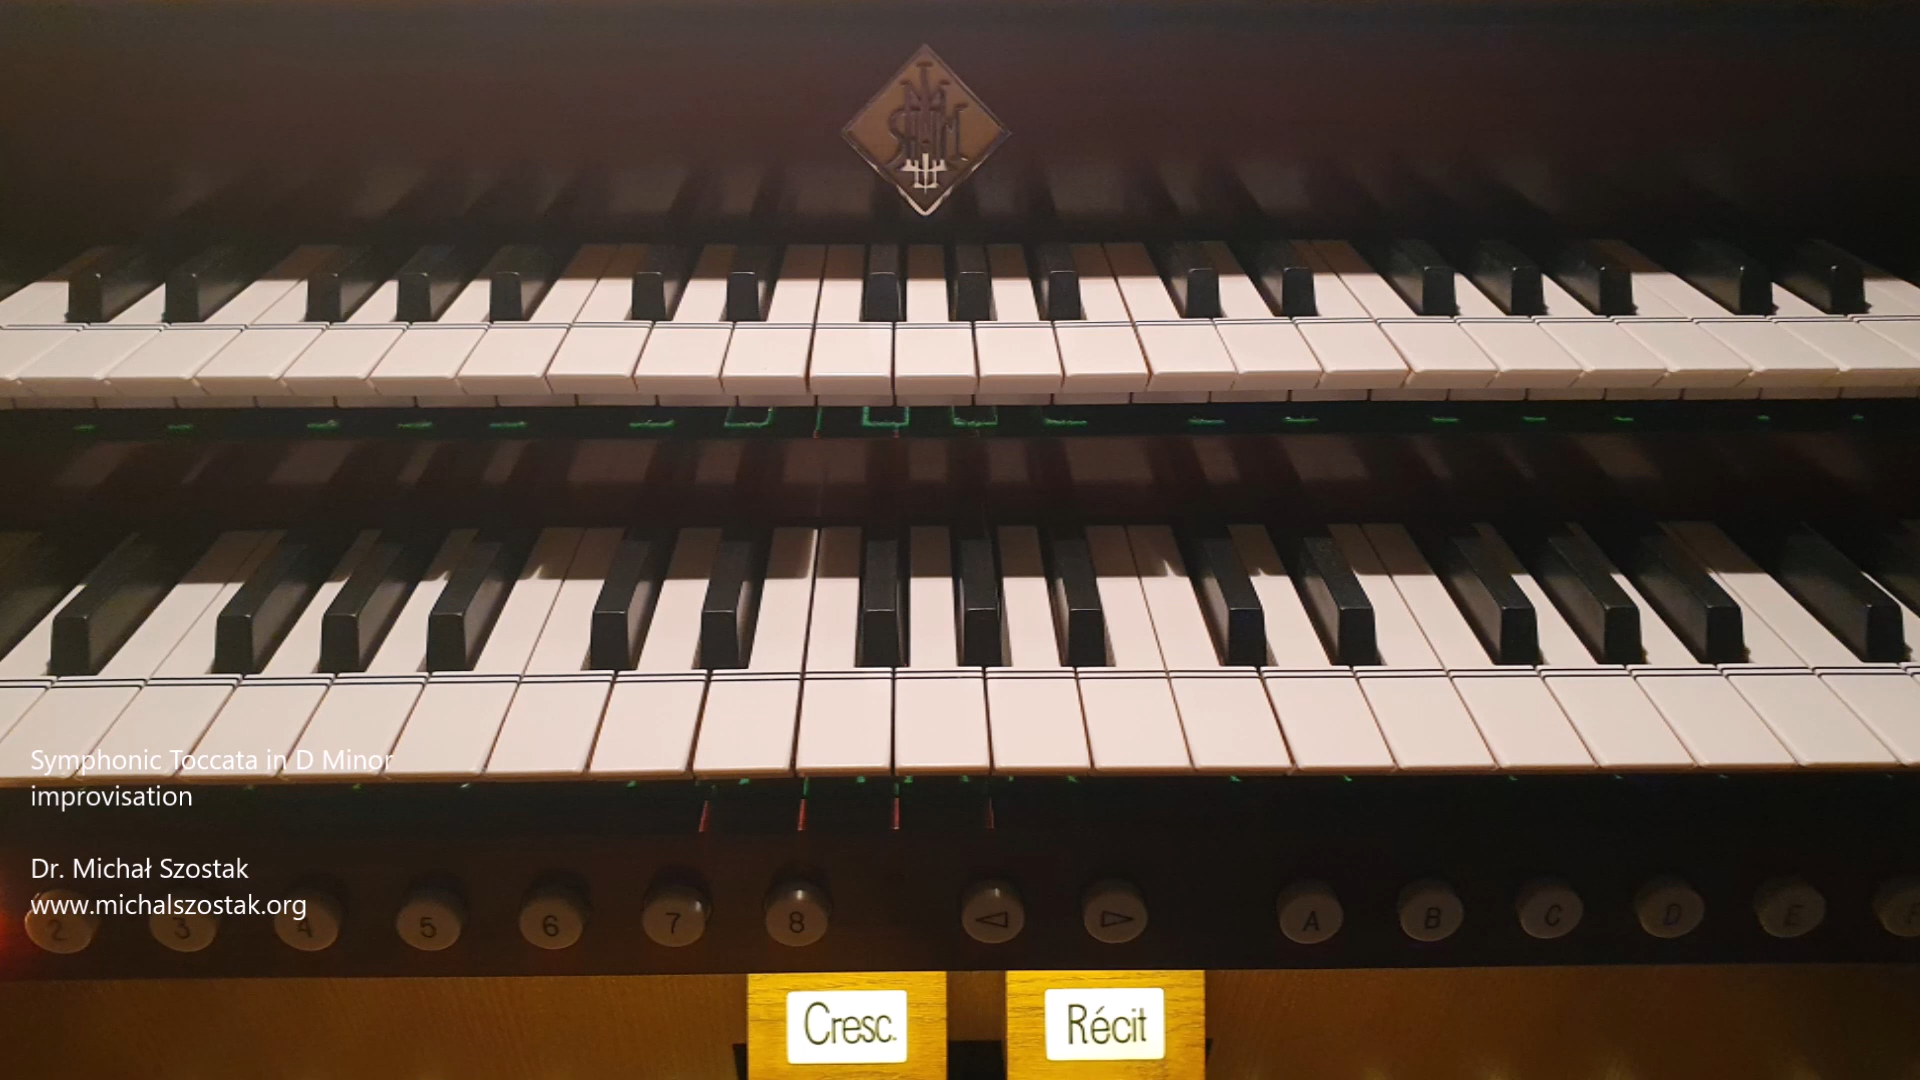 Symphonic Toccata in D Minor
improvisation
Dr. Michał Szostak
www.michalszostak.org
2 3 4 5 6 7 8 A B C D E F
Cresc. Récit